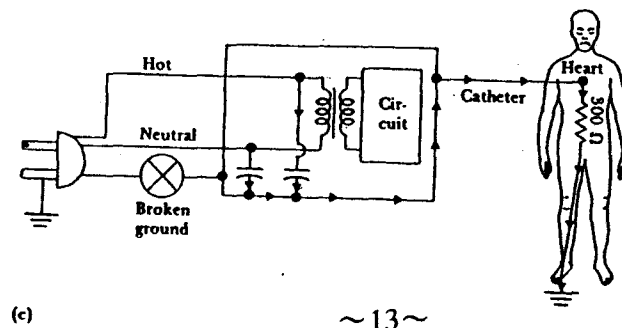 Hot
Neutral
Broken
ground
Cir-
cuit
Catheter
Heart
300 Ω
(c)
~13~